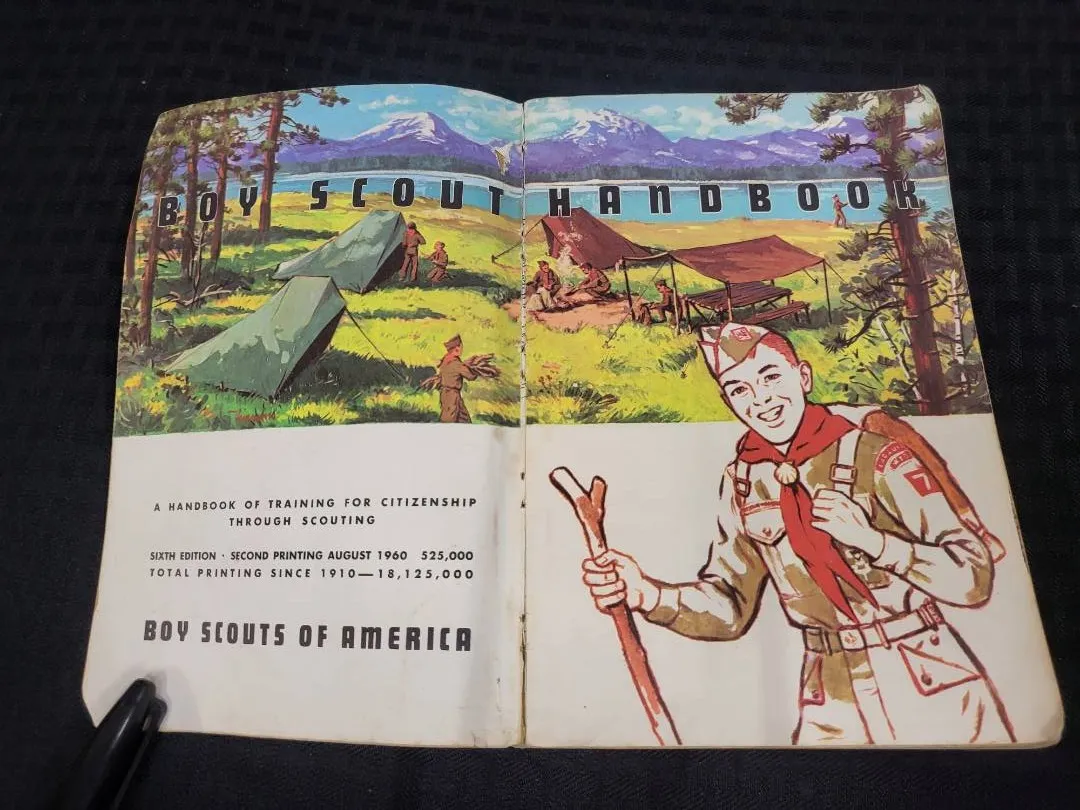 BOY SCOUT HANDBOOK
A HANDBOOK OF TRAINING FOR CITIZENSHIP
THROUGH SCOUTING
SIXTH EDITION · SECOND PRINTING AUGUST 1960 525,000
TOTAL PRINTING SINCE 1910—18,125,000
BOY SCOUTS OF AMERICA
7